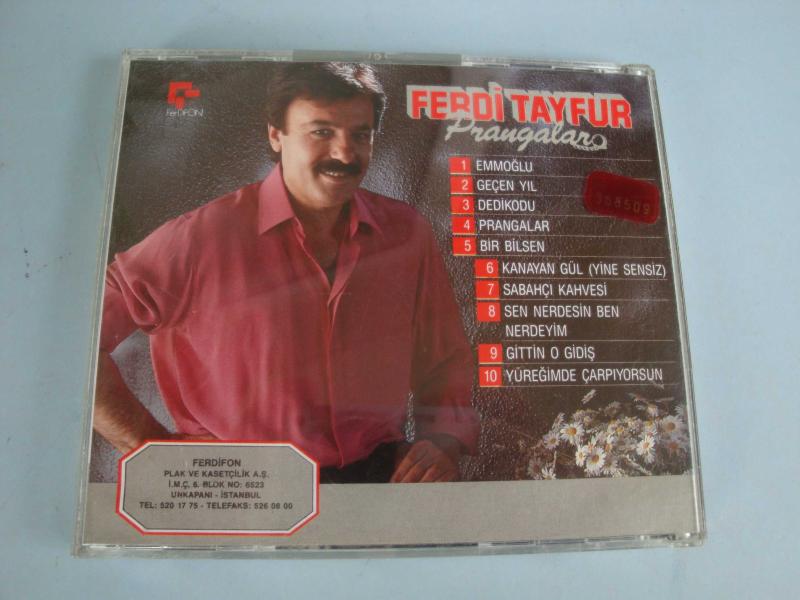 FerDİFON
FERDİ TAYFUR
Prangalar
1 EMMOĞLU
2 GEÇEN YIL
3 DEDİKODU
4 PRANGALAR
5 BİR BİLSEN
6 KANAYAN GÜL (YİNE SENSİZ)
7 SABAHÇI KAHVESİ
8 SEN NERDESİN BEN
NERDEYİM
9 GİTTİN O GİDİŞ
10 YÜREĞİMDE ÇARPIYORSUN
FERDİFON
PLAK VE KASETÇİLİK A.Ş.
İ.M.Ç. 6. BLOK NO: 6523
UNKAPANI - İSTANBUL
TEL: 520 17 75 - TELEFAKS: 526 08 00